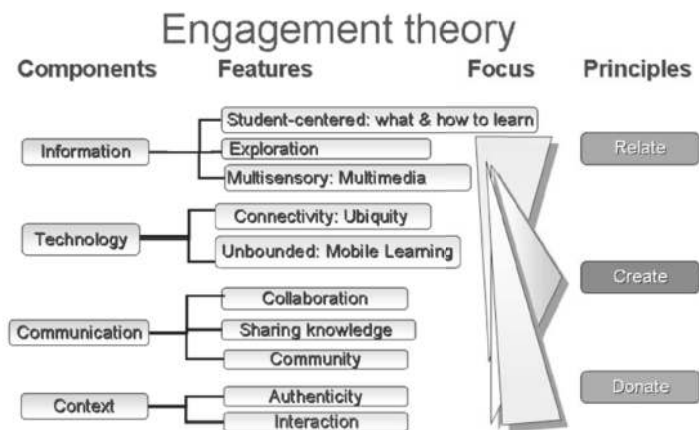 Engagement theory
Components Features Focus Principles
Student-centered: what & how to learn
Information
Exploration
Multisensory: Multimedia
Relate
Connectivity: Ubiquity
Technology
Unbounded: Mobile Learning
Create
Collaboration
Communication
Sharing knowledge
Community
Donate
Authenticity
Context
Interaction